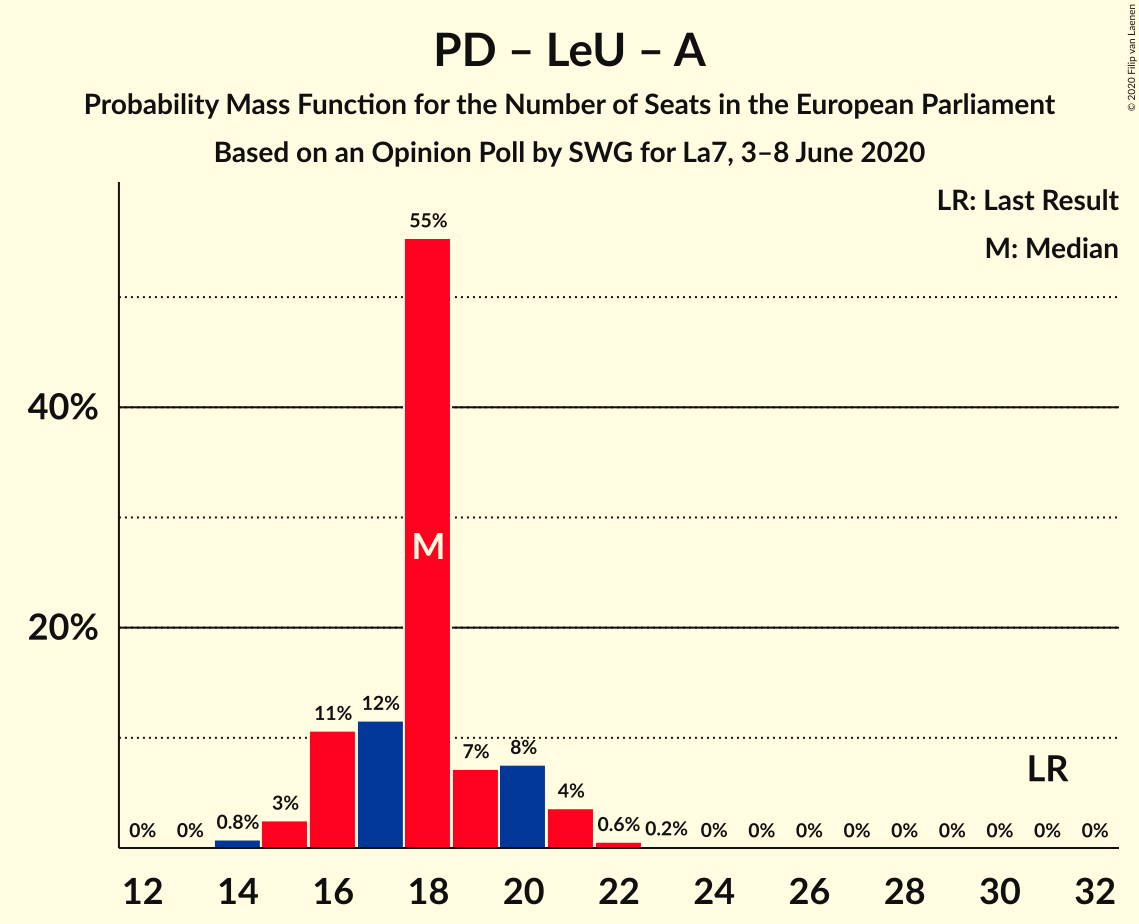 PD – LeU – A
Probability Mass Function for the Number of Seats in the European Parliament
Based on an Opinion Poll by SWG for La7, 3–8 June 2020
© 2020 Filip van Laenen
LR: Last Result
M: Median
55%
40%
M
20%
12%
11%
8%
7%
LR
4%
3%
0.8%
0.6%
0.2%
0% 0% 0% 0% 0% 0% 0% 0% 0% 0% 0%
12 14 16 18 20 22 24 26 28 30 32